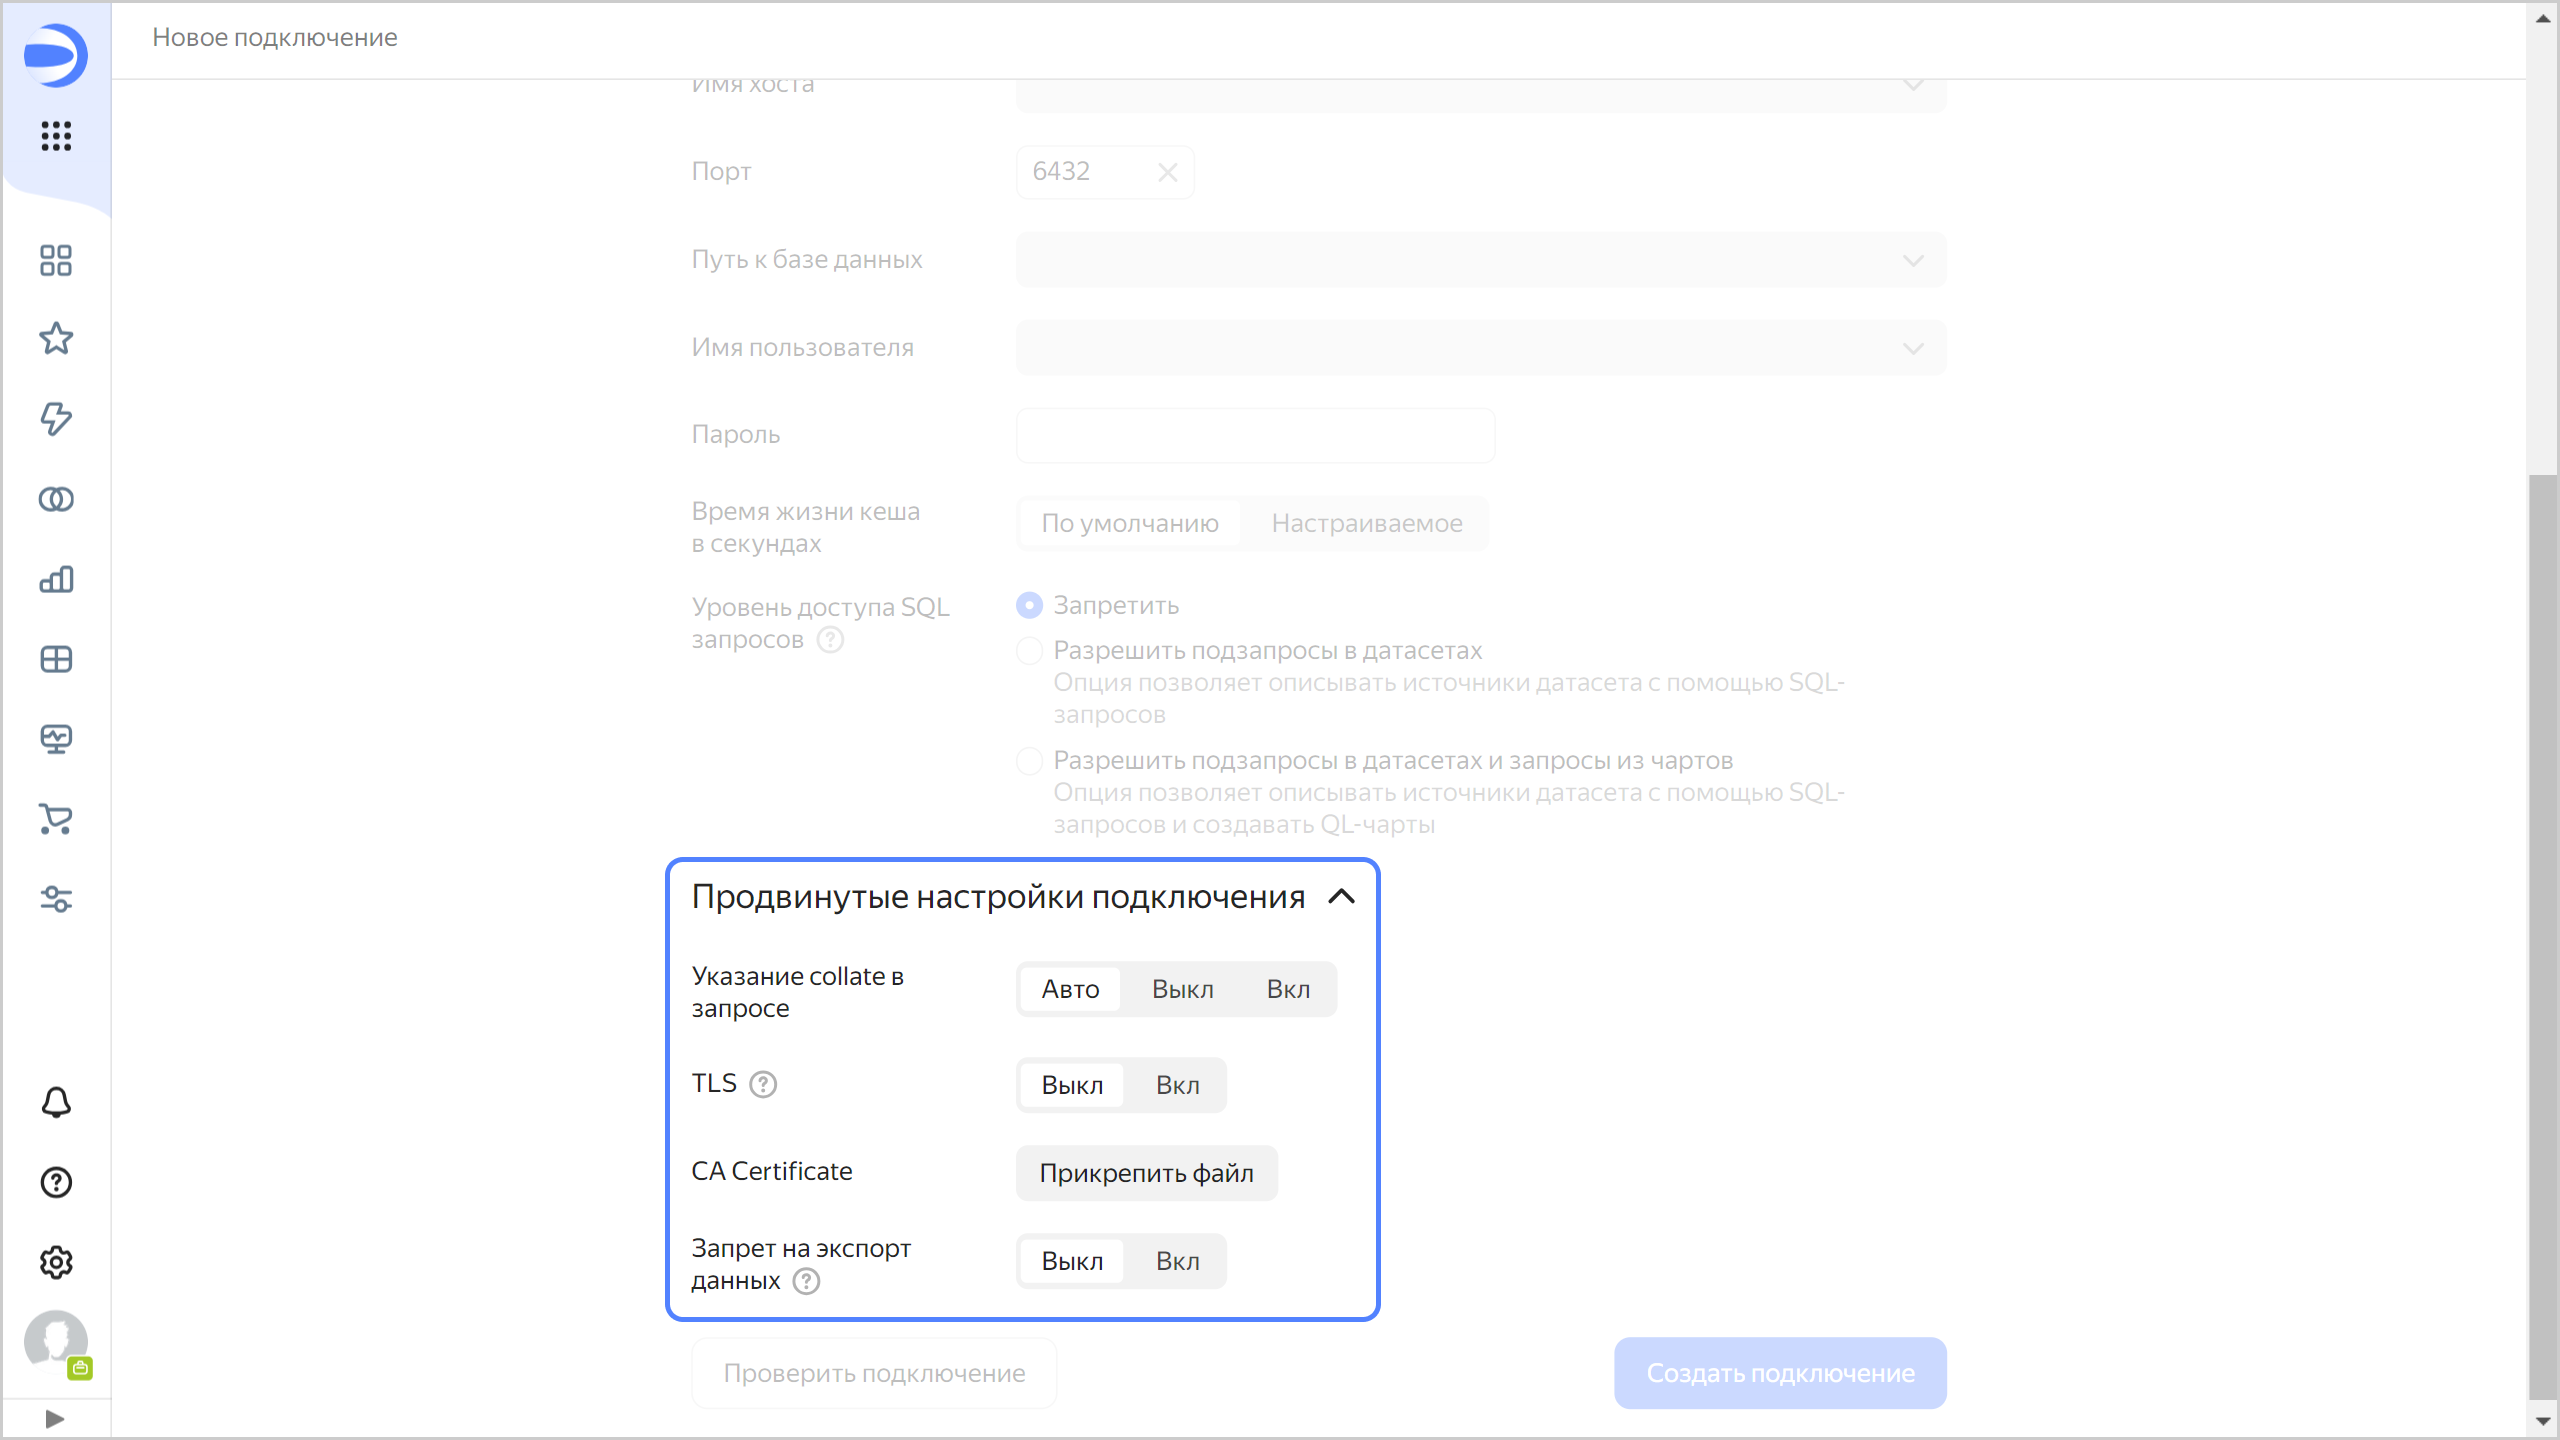 Новое подключение
Имя хоста
Порт
6432
Путь к базе данных
Имя пользователя
Пароль
Время жизни кеша
в секундах
По умолчанию
Настраиваемое
Уровень доступа SQL
запросов
Запретить
Разрешить подзапросы в датасетах
Опция позволяет описывать источники датасета с помощью SQL-
запросов
Разрешить подзапросы в датасетах и запросы из чартов
Опция позволяет описывать источники датасета с помощью SQL-
запросов и создавать QL-чарты
Продвинутые настройки подключения
Указание collate в
запросе
Авто
Выкл
Вкл
TLS
Выкл
Вкл
CA Certificate
Прикрепить файл
Запрет на экспорт
данных
Выкл
Вкл
Проверить подключение
Создать подключение